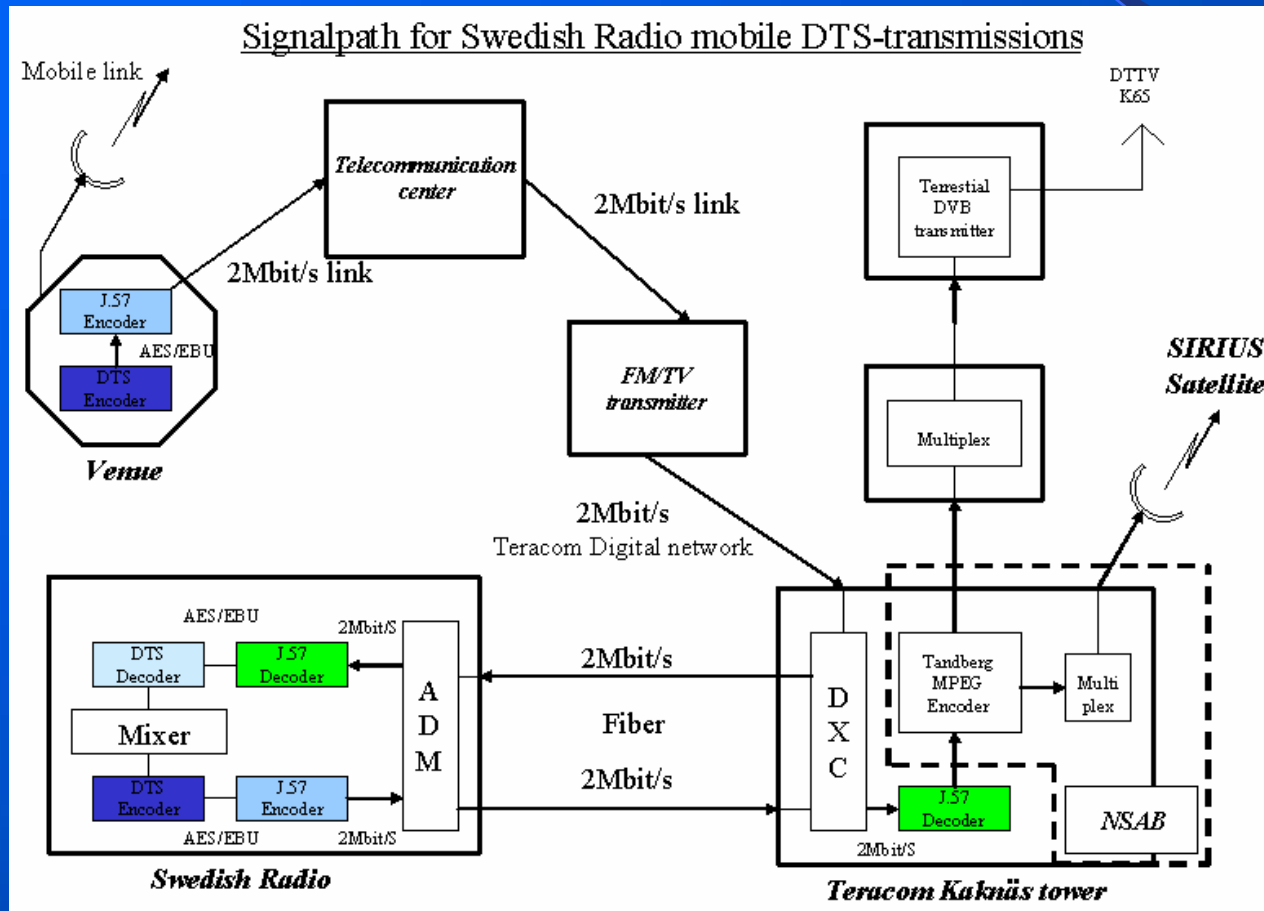 Signalpath for Swedish Radio mobile DTS-transmissions
Mobile link
DTTV
K65
Telecommunication
center
Terrestial
DVB
transmitter
2Mbit/s link
2Mbit/s link
J.57
Encoder
AES/EBU
DTS
Encoder
Venue
FM/TV
transmitter
SIRIUS
Satellite
Multiplex
2Mbit/s
Teracom Digital network
AES/EBU
2Mbit/S
DTS
Decoder
J.57
Decoder
Mixer
DTS
Encoder
J.57
Encoder
AES/EBU
2Mbit/S
A
D
M
Swedish Radio
2Mbit/s
Fiber
2Mbit/s
D
X
C
Tandberg
MPEG
Encoder
Multi
plex
J.57
Decoder
2Mbit/S
NSAB
Teracom Kaknäs tower